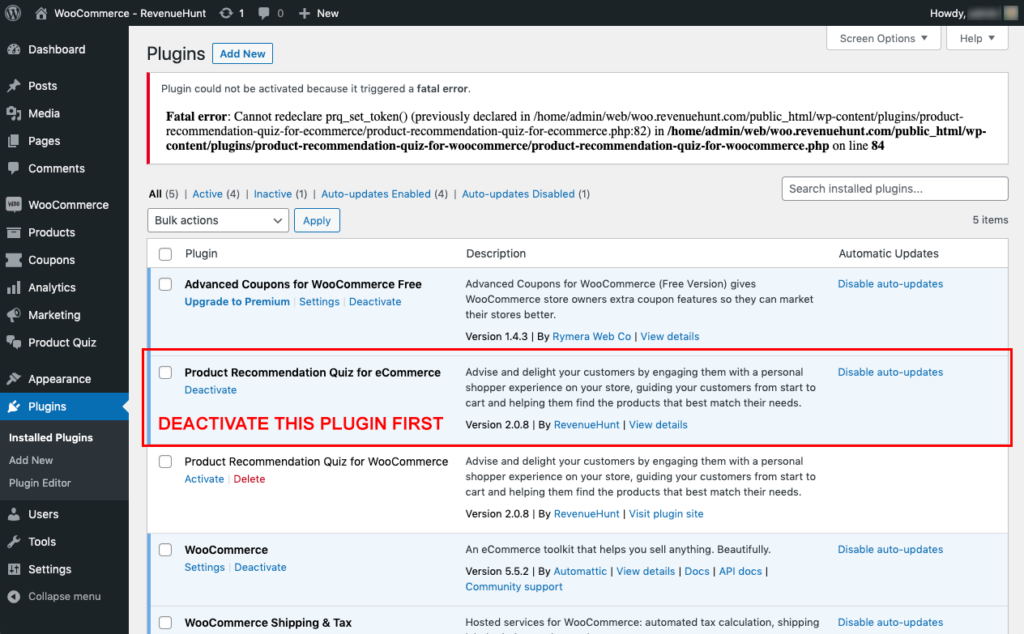 WooCommerce - RevenueHunt 1 0 New Howdy,
Screen Options Help
Dashboard
Posts
Media
Pages
Comments
WooCommerce
Products
Coupons
Analytics
Marketing
Product Quiz
Appearance
Plugins
Installed Plugins
Add New
Plugin Editor
Users
Tools
Settings
Collapse menu
Plugins Add New
Plugin could not be activated because it triggered a fatal error.
Fatal error: Cannot redeclare prq_set_token() (previously declared in /home/admin/web/woo.revenuehunt.com/public_html/wp-content/plugins/product-
recommendation-quiz-for-ecommerce/product-recommendation-quiz-for-ecommerce.php:82) in /home/admin/web/woo.revenuehunt.com/public_html/wp-
content/plugins/product-recommendation-quiz-for-woocommerce/product-recommendation-quiz-for-woocommerce.php on line 84
All (5) | Active (4) | Inactive (1) | Auto-updates Enabled (4) | Auto-updates Disabled (1)
Search installed plugins...
Bulk actions Apply
5 items
Plugin Description Automatic Updates
Advanced Coupons for WooCommerce Free
Upgrade to Premium | Settings | Deactivate
Advanced Coupons for WooCommerce (Free Version) gives
WooCommerce store owners extra coupon features so they can market
their stores better.
Version 1.4.3 | By Rymera Web Co | View details
Disable auto-updates
Product Recommendation Quiz for eCommerce
Deactivate
DEACTIVATE THIS PLUGIN FIRST
Advise and delight your customers by engaging them with a personal
shopper experience on your store, guiding your customers from start to
cart and helping them find the products that best match their needs.
Version 2.0.8 | By RevenueHunt | View details
Disable auto-updates
Product Recommendation Quiz for WooCommerce
Activate | Delete
Advise and delight your customers by engaging them with a personal
shopper experience on your store, guiding your customers from start to
cart and helping them find the products that best match their needs.
Version 2.0.8 | By RevenueHunt | Visit plugin site
WooCommerce
Settings | Deactivate
An eCommerce toolkit that helps you sell anything. Beautifully.
Version 5.5.2 | By Automattic | View details | Docs | API docs |
Community support
Disable auto-updates
WooCommerce Shipping & Tax
Hosted services for WooCommerce: automated tax calculation, shipping
Disable auto-updates